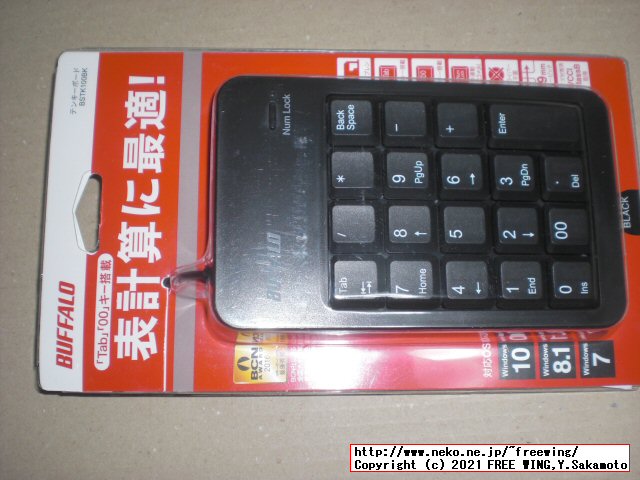 BUFFALO
テンキーボード
BSTK100BK
「Tab」「00」キー搭載
表計算に最適!
Num Lock
Tab / * Back Space
7 Home 8 ↑ 9 PgUp -
4 ← 5 6 → +
1 End 2 ↓ 3 PgDn Enter
0 Ins 00 . Del
BLACK
BCN
AWARD
対応OS
Windows 10
Windows 8.1
Windows 7
http://www.neko.ne.jp/~freewing/
Copyright (c) 2021 FREE WING,Y.Sakamoto